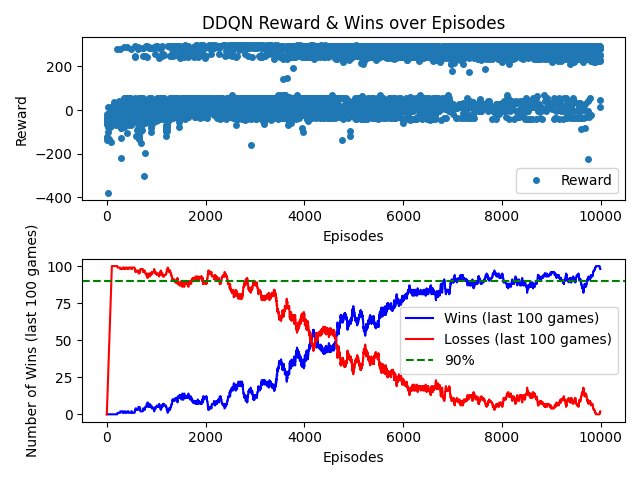 DDQN Reward & Wins over Episodes
Reward
200
0
−200
−400
0 2000 4000 6000 8000 10000
Episodes
Reward
Number of Wins (last 100 games)
100
75
50
25
0
Wins (last 100 games)
Losses (last 100 games)
90%
0 2000 4000 6000 8000 10000
Episodes